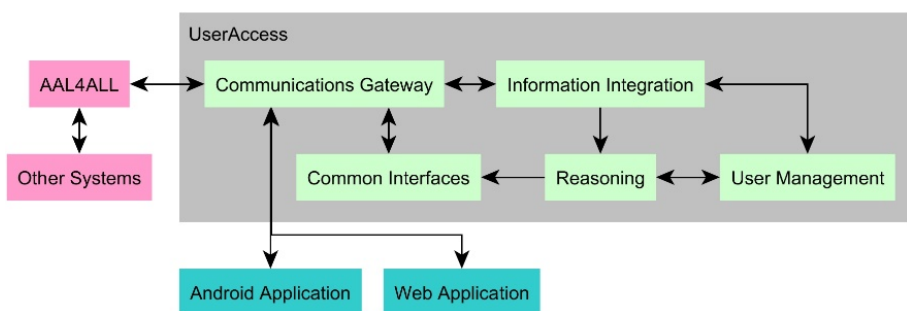 UserAccess
AAL4ALL
Communications Gateway
Information Integration
Other Systems
Common Interfaces
Reasoning
User Management
Android Application
Web Application